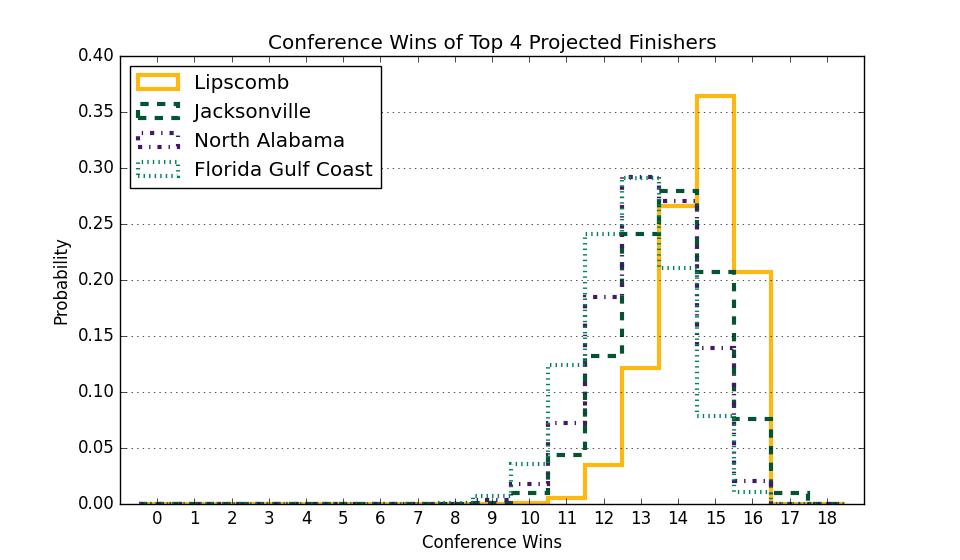 Conference Wins of Top 4 Projected Finishers
Lipscomb
Jacksonville
North Alabama
Florida Gulf Coast
Probability
0.40
0.35
0.30
0.25
0.20
0.15
0.10
0.05
0.00
0 1 2 3 4 5 6 7 8 9 10 11 12 13 14 15 16 17 18
Conference Wins